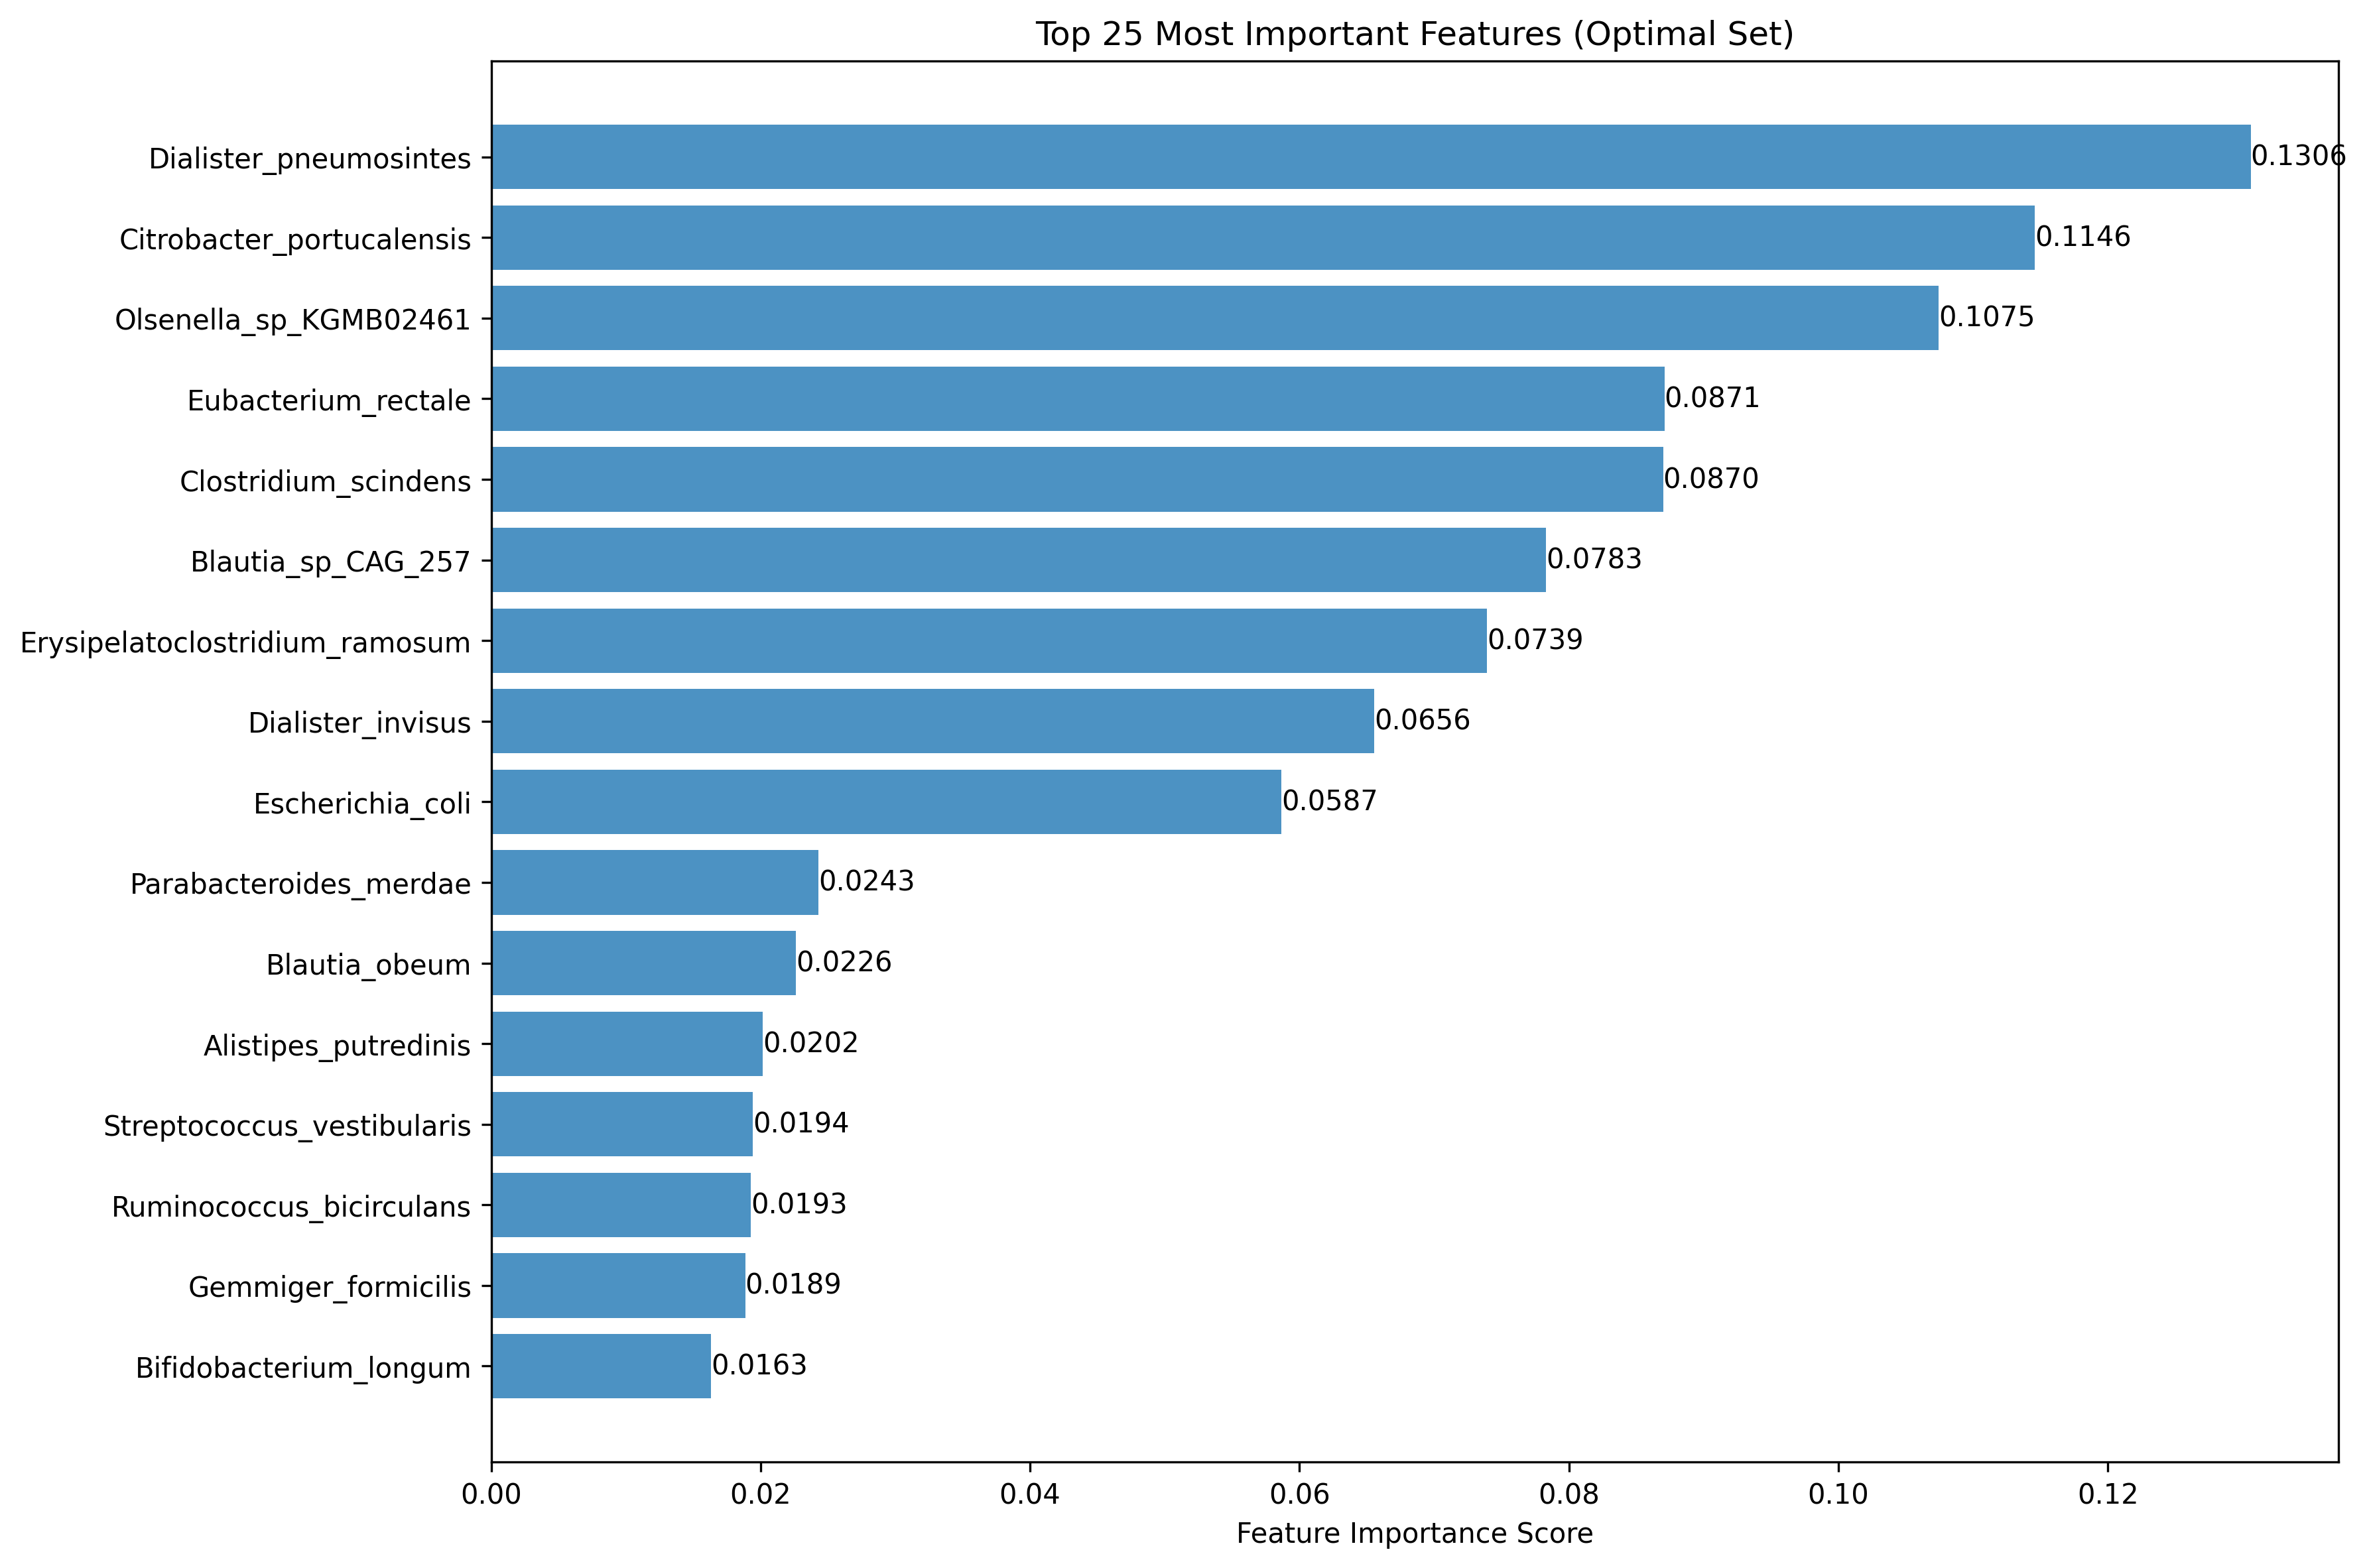 Top 25 Most Important Features (Optimal Set)
Dialister_pneumosintes 0.1306
Citrobacter_portucalensis 0.1146
Olsenella_sp_KGMB02461 0.1075
Eubacterium_rectale 0.0871
Clostridium_scindens 0.0870
Blautia_sp_CAG_257 0.0783
Erysipelatoclostridium_ramosum 0.0739
Dialister_invisus 0.0656
Escherichia_coli 0.0587
Parabacteroides_merdae 0.0243
Blautia_obeum 0.0226
Alistipes_putredinis 0.0202
Streptococcus_vestibularis 0.0194
Ruminococcus_bicirculans 0.0193
Gemmiger_formicilis 0.0189
Bifidobacterium_longum 0.0163
0.00 0.02 0.04 0.06 0.08 0.10 0.12
Feature Importance Score